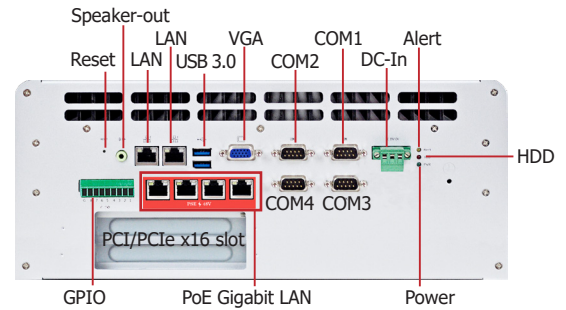 Speaker-out
LAN
VGA
COM1
Alert
Reset
LAN
USB 3.0
COM2
DC-In
HDD
COM4
COM3
PCI/PCIe x16 slot
GPIO
PoE Gigabit LAN
Power